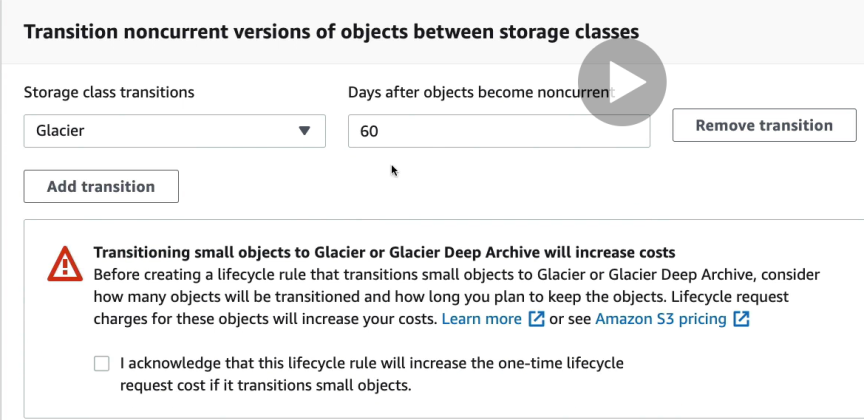 Transition noncurrent versions of objects between storage classes
Storage class transitions
Days after objects become noncurrent
Glacier
60
Remove transition
Add transition
Transitioning small objects to Glacier or Glacier Deep Archive will increase costs
Before creating a lifecycle rule that transitions small objects to Glacier or Glacier Deep Archive, consider
how many objects will be transitioned and how long you plan to keep the objects. Lifecycle request
charges for these objects will increase your costs. Learn more or see Amazon S3 pricing
I acknowledge that this lifecycle rule will increase the one-time lifecycle
request cost if it transitions small objects.